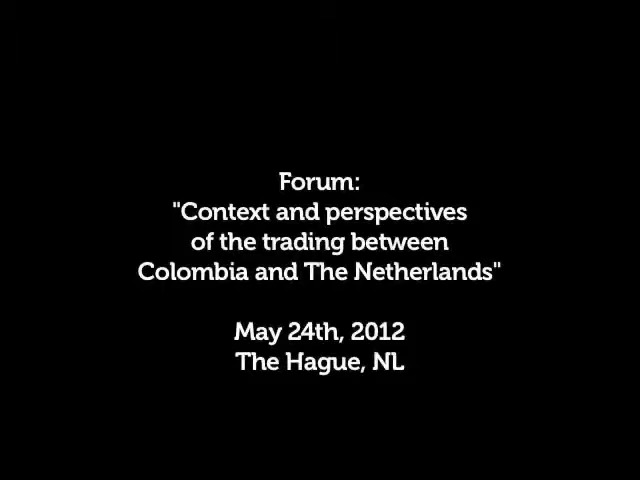 Forum:
"Context and perspectives
of the trading between
Colombia and The Netherlands"
May 24th, 2012
The Hague, NL